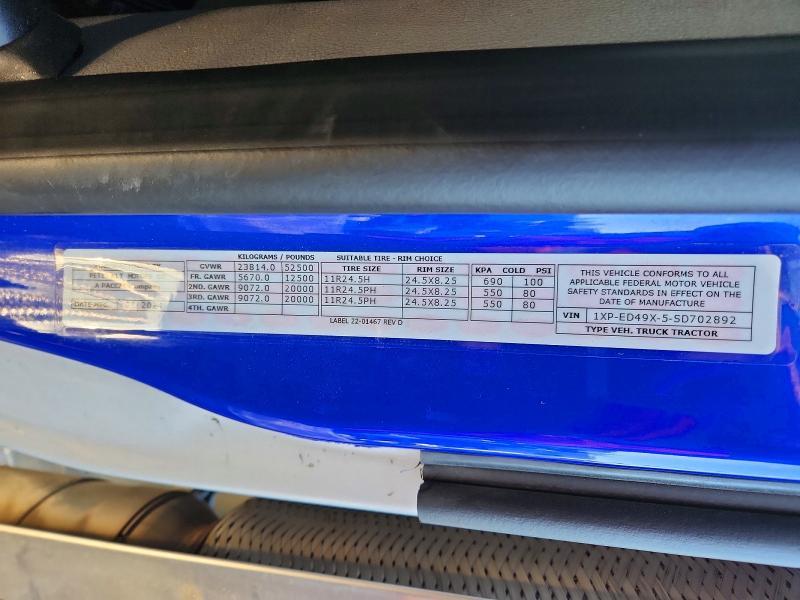 KILOGRAMS / POUNDS
GVWR 23814.0 52500
FR. GAWR 5670.0 12500
2ND. GAWR 9072.0 20000
3RD. GAWR 9072.0 20000
4TH. GAWR
SUITABLE TIRE - RIM CHOICE
TIRE SIZE RIM SIZE
11R24.5H 24.5X8.25
11R24.5PH 24.5X8.25
11R24.5PH 24.5X8.25
KPA COLD PSI
690 100
550 80
550 80
LABEL 22-01467 REV D
THIS VEHICLE CONFORMS TO ALL
APPLICABLE FEDERAL MOTOR VEHICLE
SAFETY STANDARDS IN EFFECT ON THE
DATE OF MANUFACTURE
VIN 1XP-ED49X-5-SD702892
TYPE VEH. TRUCK TRACTOR